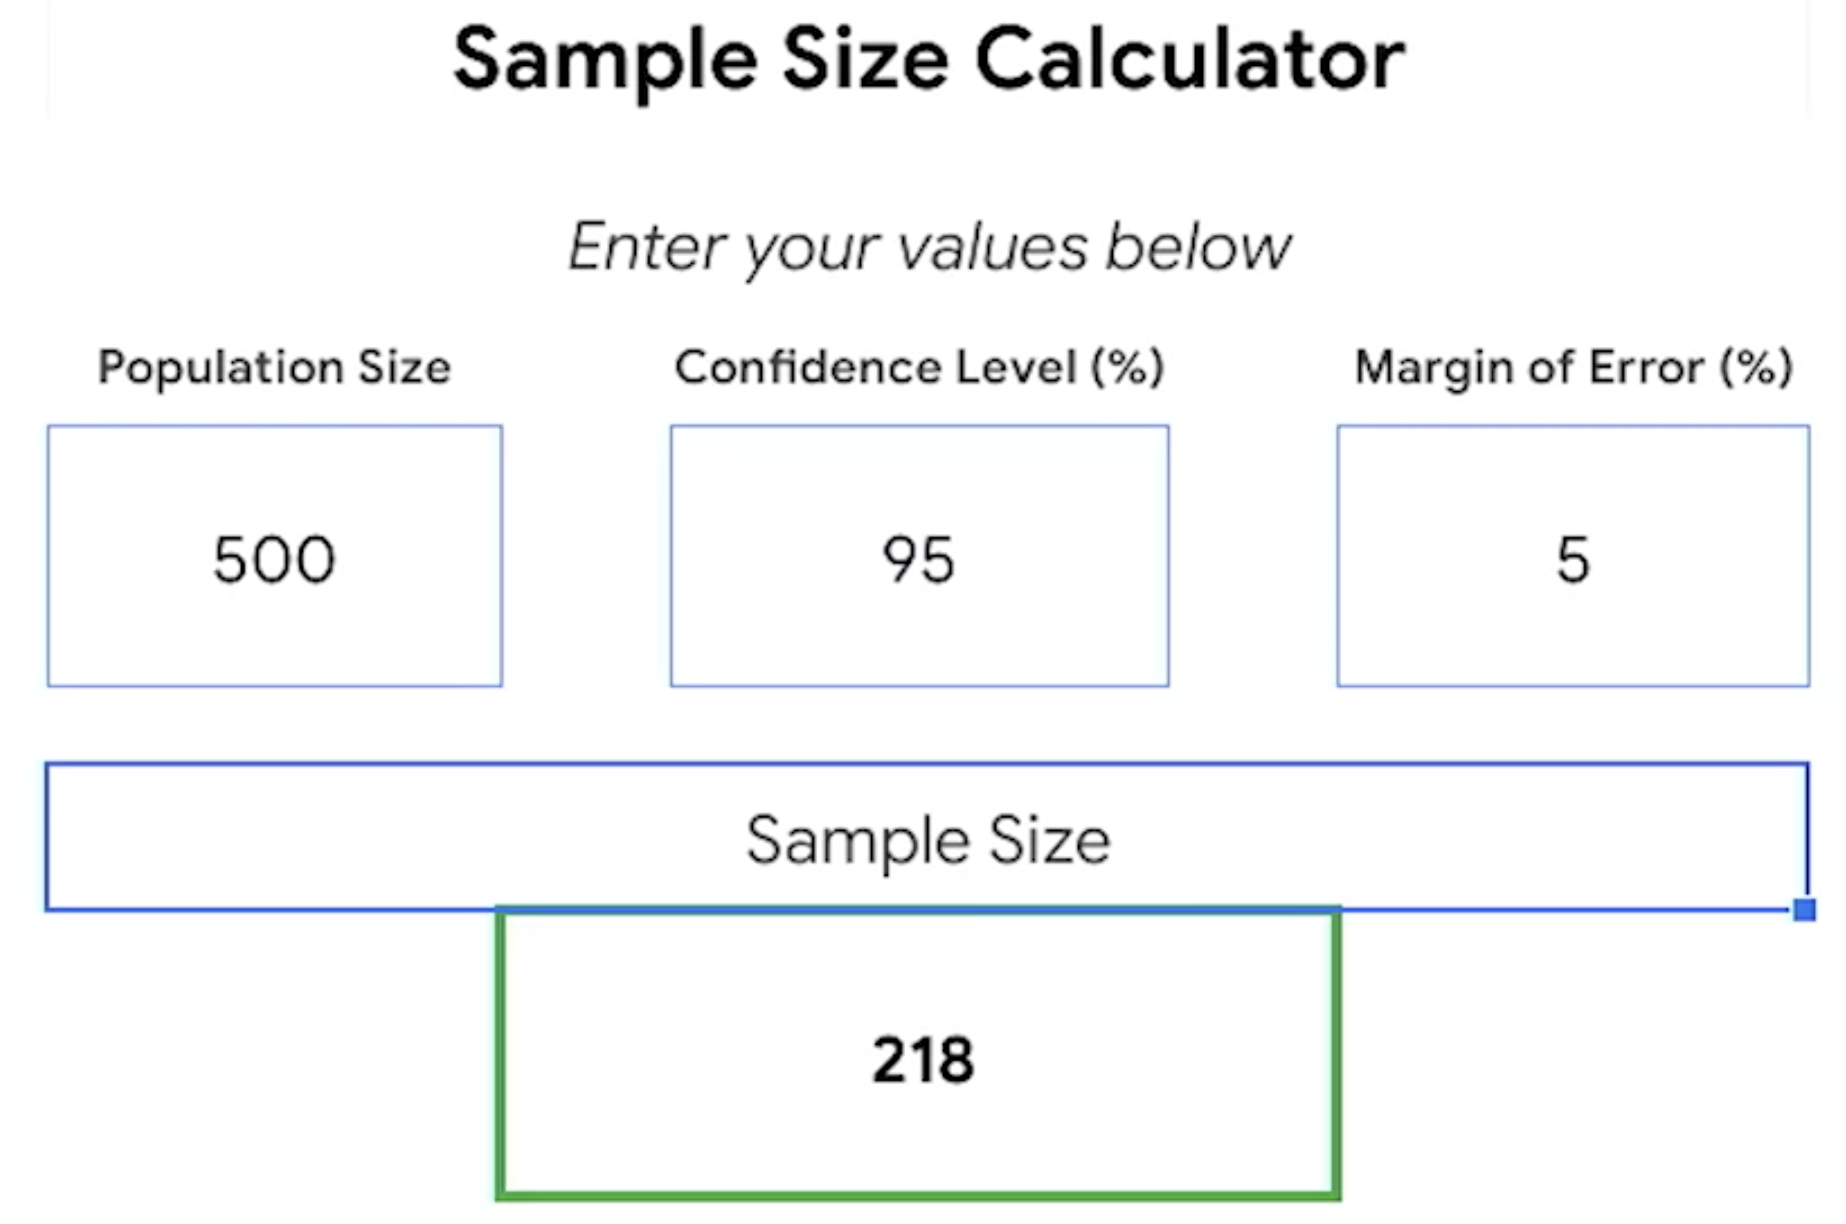 Sample Size Calculator
Enter your values below
Population Size Confidence Level (%) Margin of Error (%)
500 95 5
Sample Size
218